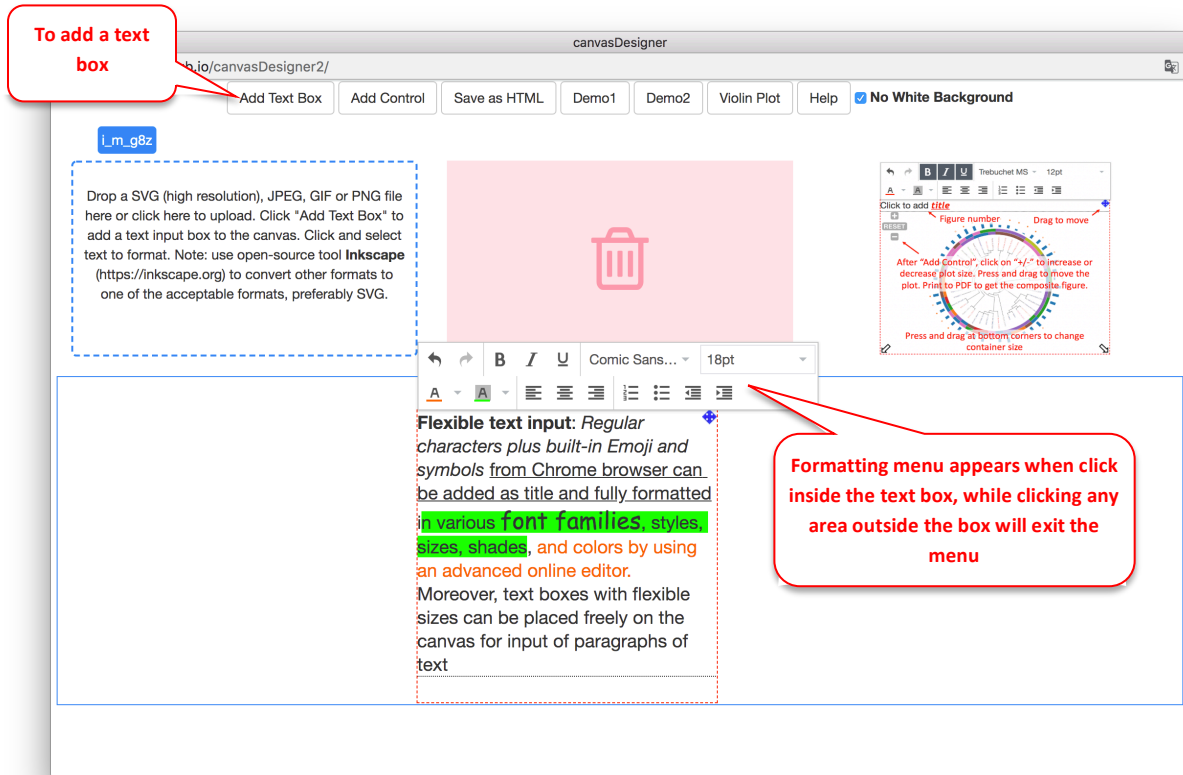 To add a text
box
canvasDesigner
b.io/canvasDesigner2/
Add Text Box Add Control Save as HTML Demo1 Demo2 Violin Plot Help No White Background
i_m_g8z
Drop a SVG (high resolution), JPEG, GIF or PNG file
here or click here to upload. Click "Add Text Box" to
add a text input box to the canvas. Click and select
text to format. Note: use open-source tool Inkscape
(https://inkscape.org) to convert other formats to
one of the acceptable formats, preferably SVG.
B I U Trebuchet MS 12pt
A A
Click to add title
Figure number Drag to move
RESET
After "Add Control", click on "+/-" to increase or
decrease plot size. Press and drag to move the
plot. Print to PDF to get the composite figure.
Press and drag at bottom corners to change
container size
B I U Comic Sans... 18pt
A A
Flexible text input: Regular
characters plus built-in Emoji and
symbols from Chrome browser can
be added as title and fully formatted
in various font families, styles,
sizes, shades, and colors by using
an advanced online editor.
Moreover, text boxes with flexible
sizes can be placed freely on the
canvas for input of paragraphs of
text
Formatting menu appears when click
inside the text box, while clicking any
area outside the box will exit the
menu